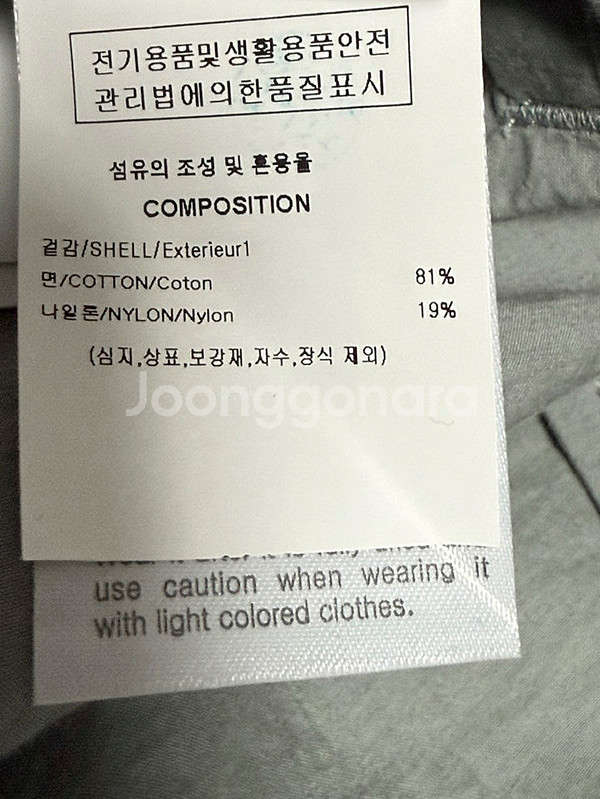 전기용품및생활용품안전
관리법에의한품질표시
섬유의 조성 및 혼용율
COMPOSITION
겉감/SHELL/Exterieur1
면/COTTON/Coton 81%
나일론/NYLON/Nylon 19%
(심지,상표,보강재,자수,장식 제외)
Joonggonara
use caution when wearing it
with light colored clothes.